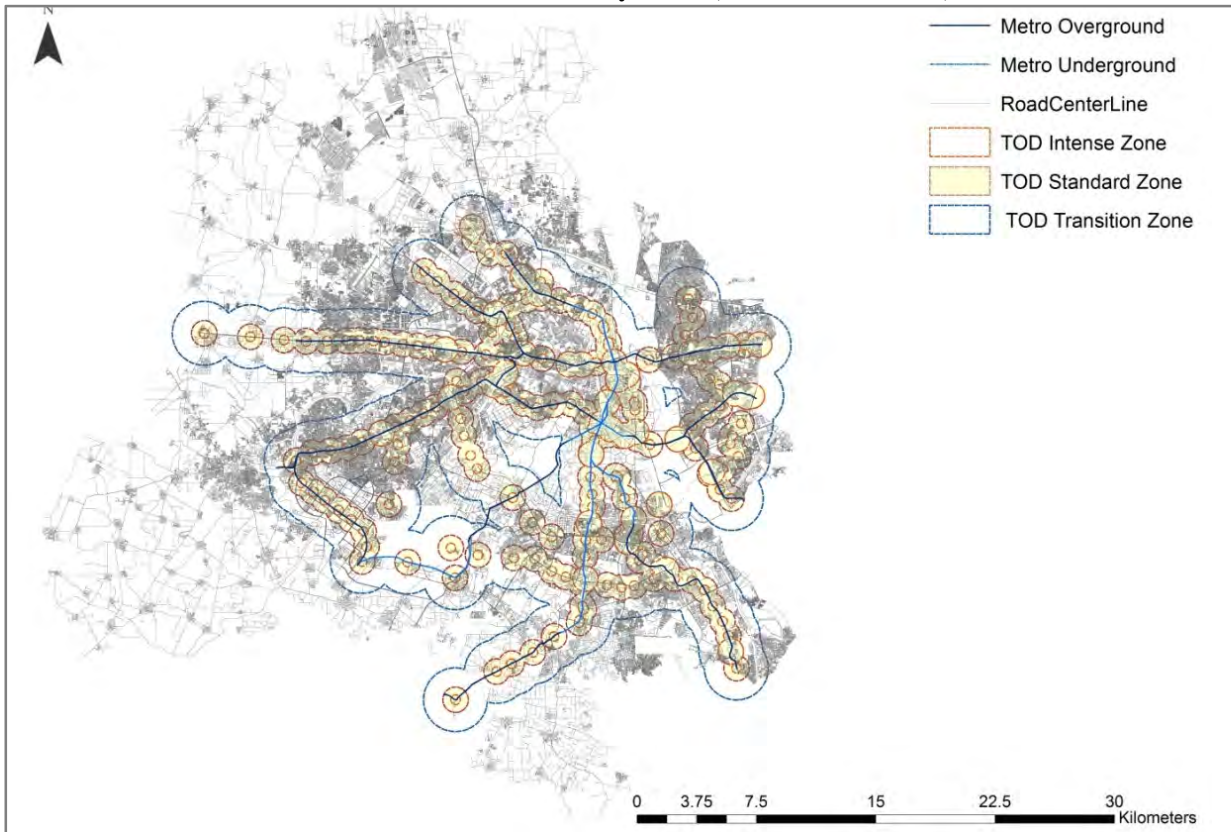 N
Metro Overground
Metro Underground
RoadCenterLine
TOD Intense Zone
TOD Standard Zone
TOD Transition Zone
0 3.75 7.5 15 22.5 30
Kilometers